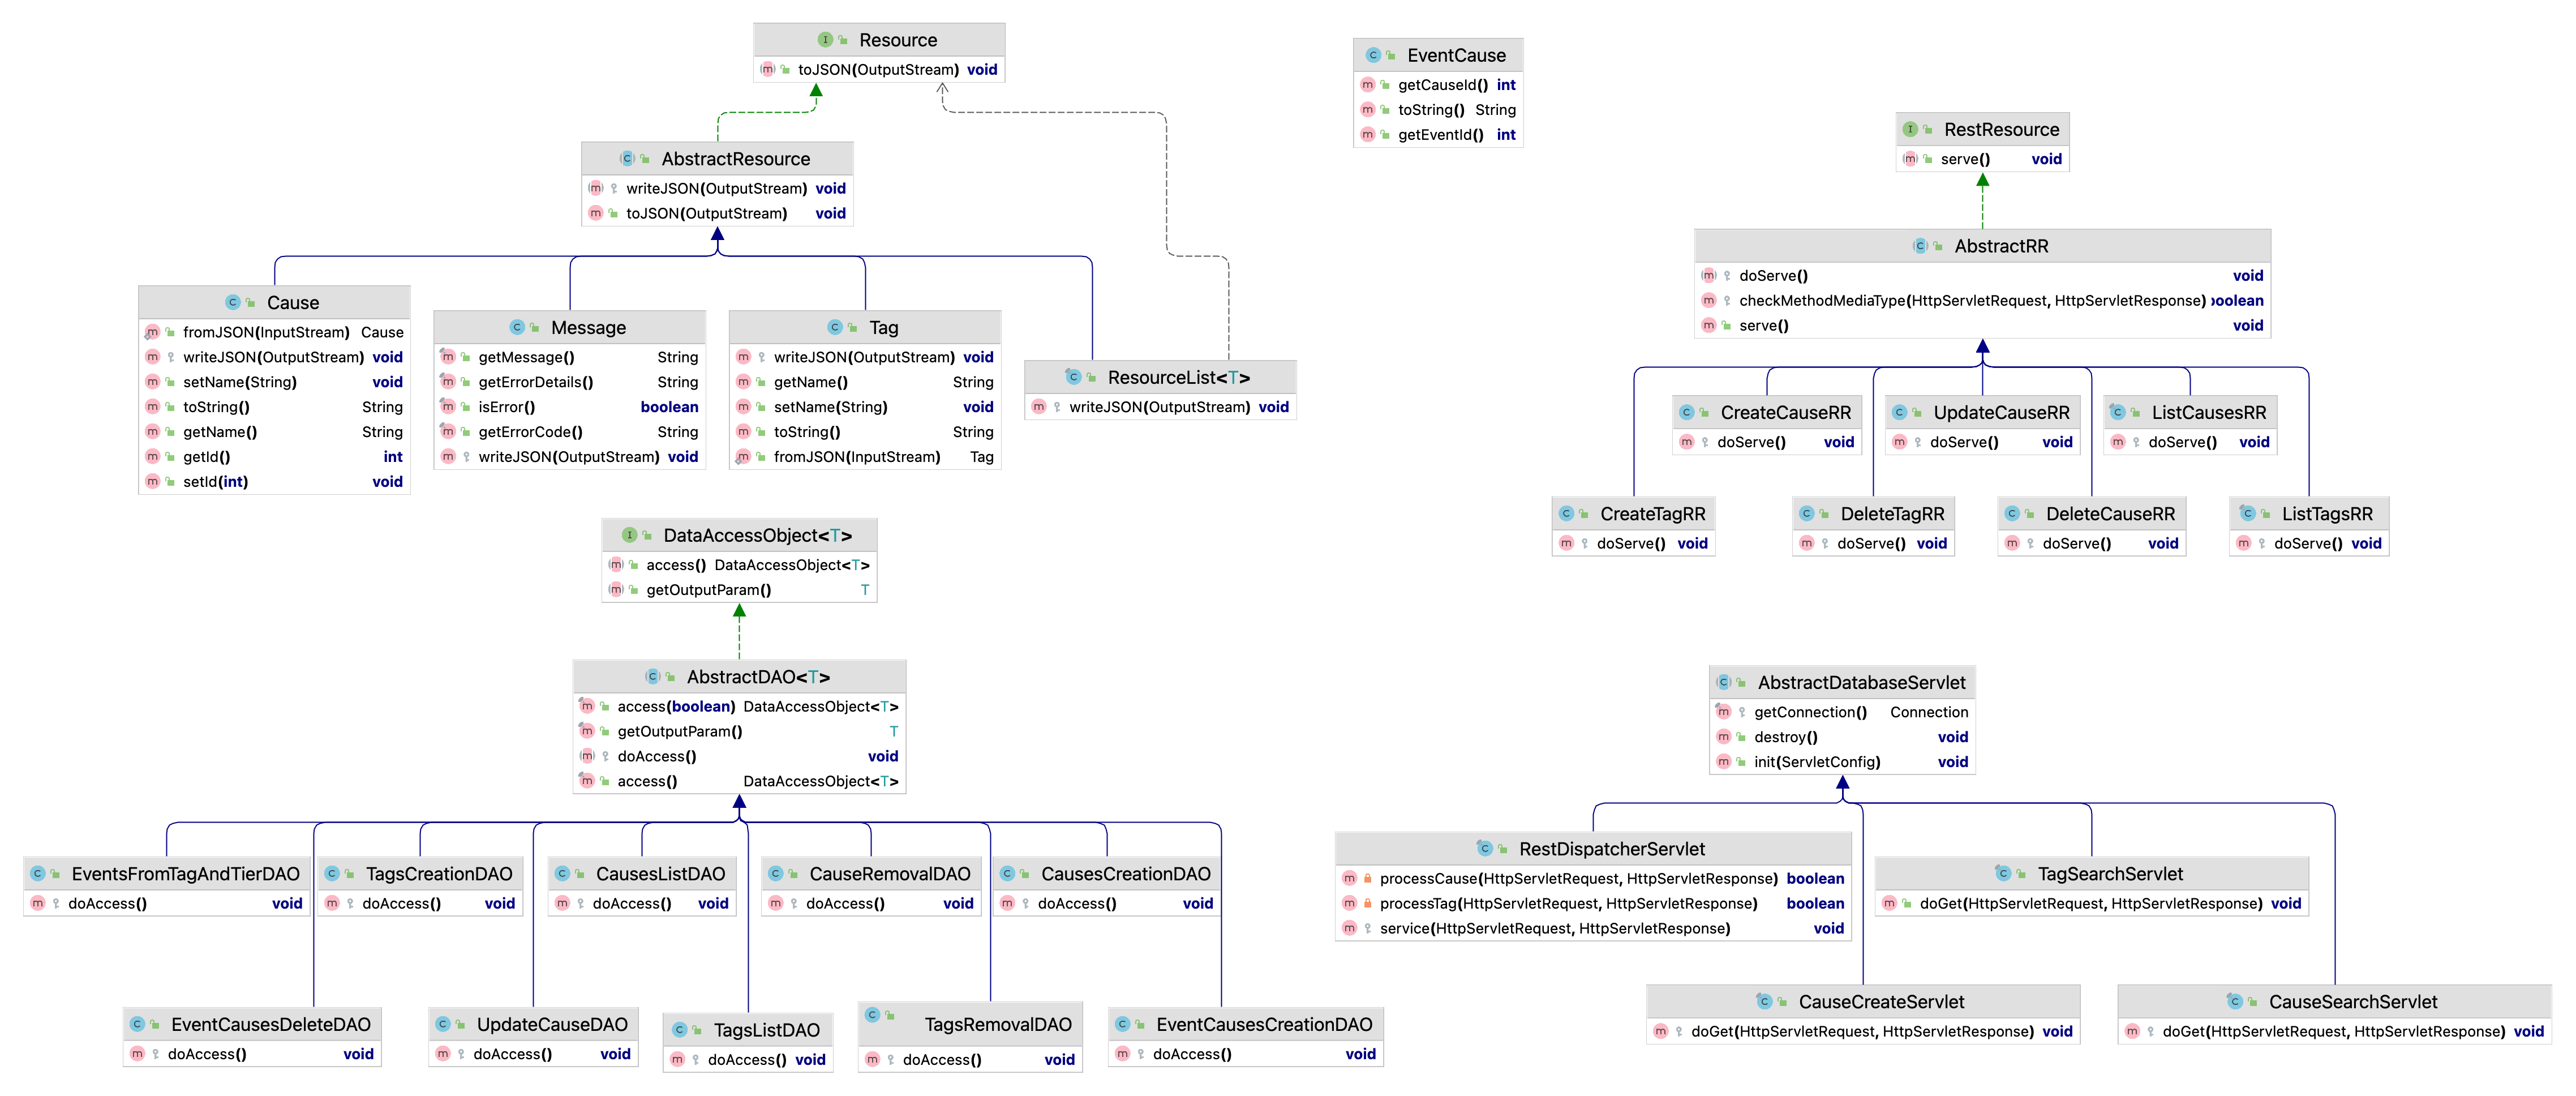 Resource
toJSON(OutputStream) void
AbstractResource
writeJSON(OutputStream) void
toJSON(OutputStream) void
Cause
fromJSON(InputStream) Cause
writeJSON(OutputStream) void
setName(String) void
toString() String
getName() String
getId() int
setId(int) void
Message
getMessage() String
getErrorDetails() String
isError() boolean
getErrorCode() String
writeJSON(OutputStream) void
Tag
writeJSON(OutputStream) void
getName() String
setName(String) void
toString() String
fromJSON(InputStream) Tag
ResourceList<T>
writeJSON(OutputStream) void
EventCause
getCauseId() int
toString() String
getEventId() int
RestResource
serve() void
AbstractRR
doServe() void
checkMethodMediaType(HttpServletRequest, HttpServletResponse) boolean
serve() void
CreateCauseRR
doServe() void
UpdateCauseRR
doServe() void
ListCausesRR
doServe() void
CreateTagRR
doServe() void
DeleteTagRR
doServe() void
DeleteCauseRR
doServe() void
ListTagsRR
doServe() void
DataAccessObject<T>
access() DataAccessObject<T>
getOutputParam() T
AbstractDAO<T>
access(boolean) DataAccessObject<T>
getOutputParam() T
doAccess() void
access() DataAccessObject<T>
EventsFromTagAndTierDAO
doAccess() void
TagsCreationDAO
doAccess() void
CausesListDAO
doAccess() void
CauseRemovalDAO
doAccess() void
CausesCreationDAO
doAccess() void
EventCausesDeleteDAO
doAccess() void
UpdateCauseDAO
doAccess() void
TagsListDAO
doAccess() void
TagsRemovalDAO
doAccess() void
EventCausesCreationDAO
doAccess() void
AbstractDatabaseServlet
getConnection() Connection
destroy() void
init(ServletConfig) void
RestDispatcherServlet
processCause(HttpServletRequest, HttpServletResponse) boolean
processTag(HttpServletRequest, HttpServletResponse) boolean
service(HttpServletRequest, HttpServletResponse) void
TagSearchServlet
doGet(HttpServletRequest, HttpServletResponse) void
CauseCreateServlet
doGet(HttpServletRequest, HttpServletResponse) void
CauseSearchServlet
doGet(HttpServletRequest, HttpServletResponse) void